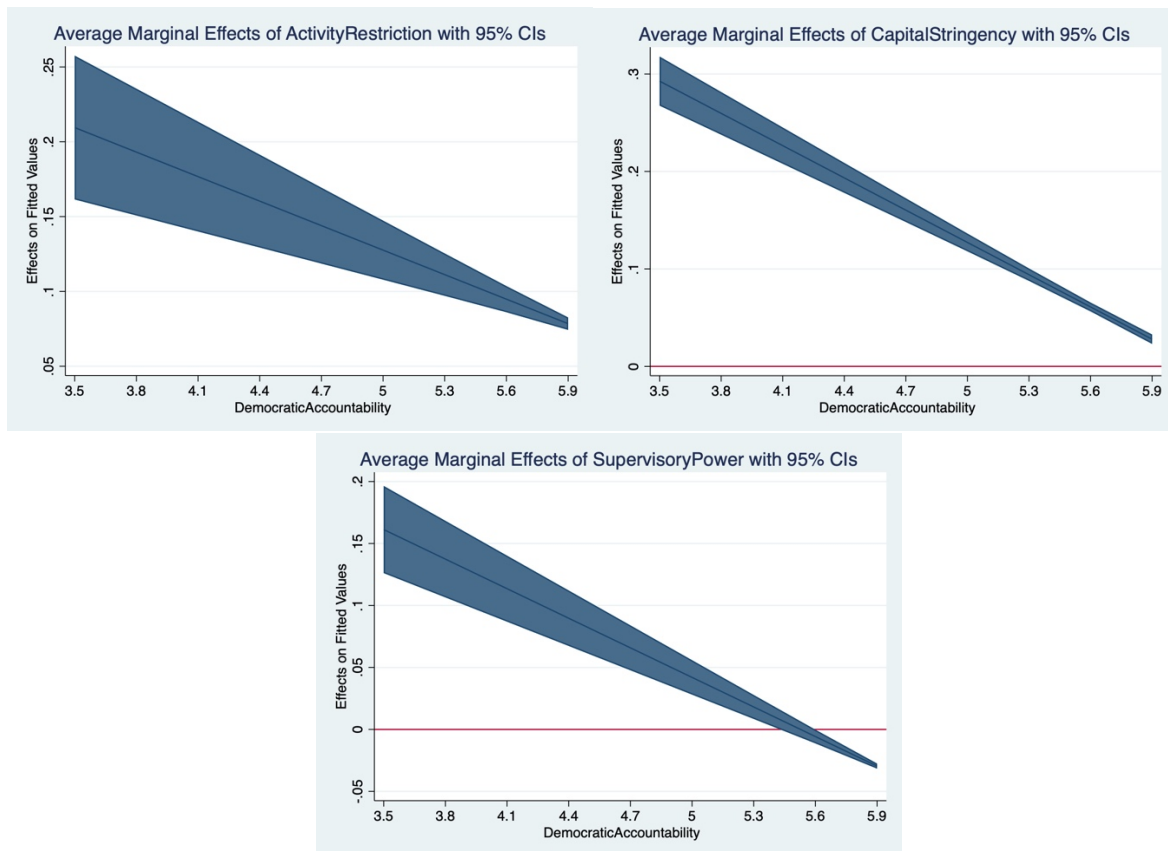 Average Marginal Effects of ActivityRestriction with 95% CIs
Effects on Fitted Values
.25
.2
.15
.1
.05
3.5 3.8 4.1 4.4 4.7 5 5.3 5.6 5.9
DemocraticAccountability
Average Marginal Effects of CapitalStringency with 95% CIs
Effects on Fitted Values
.3
.2
.1
0
3.5 3.8 4.1 4.4 4.7 5 5.3 5.6 5.9
DemocraticAccountability
Average Marginal Effects of SupervisoryPower with 95% CIs
Effects on Fitted Values
.2
.15
.1
.05
0
-.05
3.5 3.8 4.1 4.4 4.7 5 5.3 5.6 5.9
DemocraticAccountability